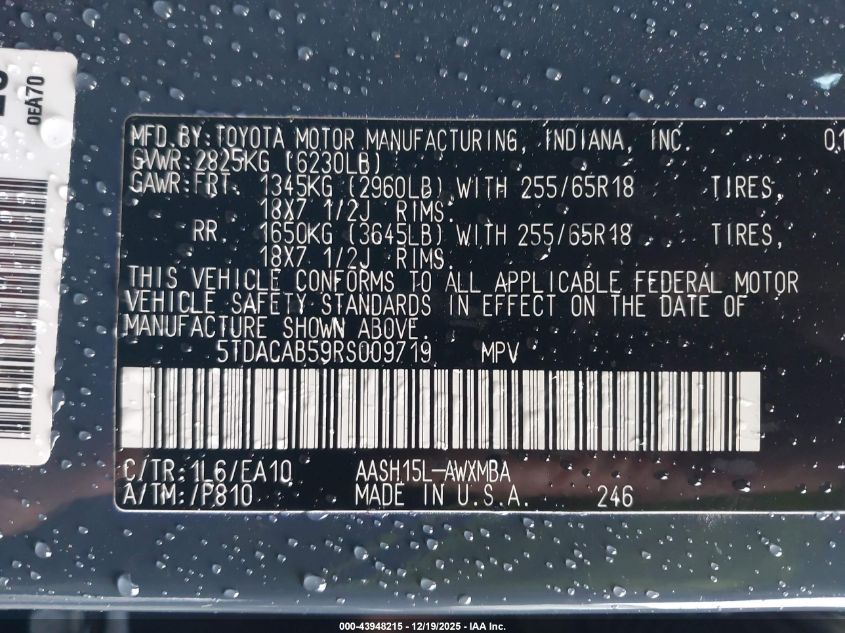 0EA70
MFD.BY:TOYOTA MOTOR MANUFACTURING, INDIANA, INC.
GVWR:2825KG (6230LB)
GAWR:FRT. 1345KG (2960LB) WITH 255/65R18 TIRES,
18X7 1/2J RIMS.
RR. 1650KG (3645LB) WITH 255/65R18 TIRES,
18X7 1/2J RIMS.
THIS VEHICLE CONFORMS TO ALL APPLICABLE FEDERAL MOTOR
VEHICLE SAFETY STANDARDS IN EFFECT ON THE DATE OF
MANUFACTURE SHOWN ABOVE.
5TDACAB59RS009719 MPV
C/TR:1L6/EA10 AASH15L-AWXMBA
A/TM:/P810 MADE IN U.S.A. 246
000-43948215 - 12/19/2025 - IAA Inc.